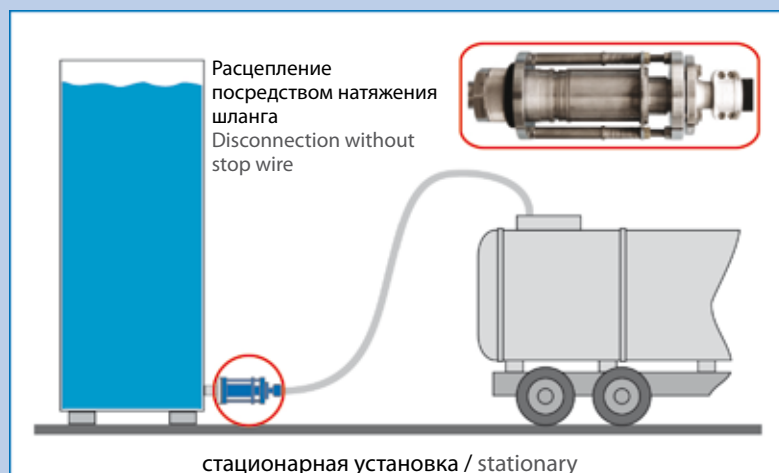 Расцепление
посредством натяжения
шланга
Disconnection without
stop wire
стационарная установка / stationary